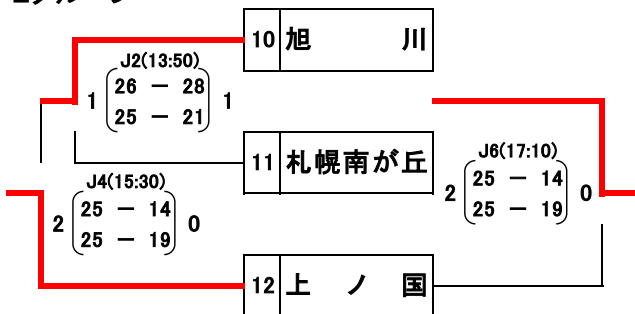 10 旭 川
J2(13:50)
1 26 － 28 1
25 － 21
11 札幌南が丘
J6(17:10)
2 25 － 14 0
25 － 19
J4(15:30)
2 25 － 14 0
25 － 19
12 上 ノ 国